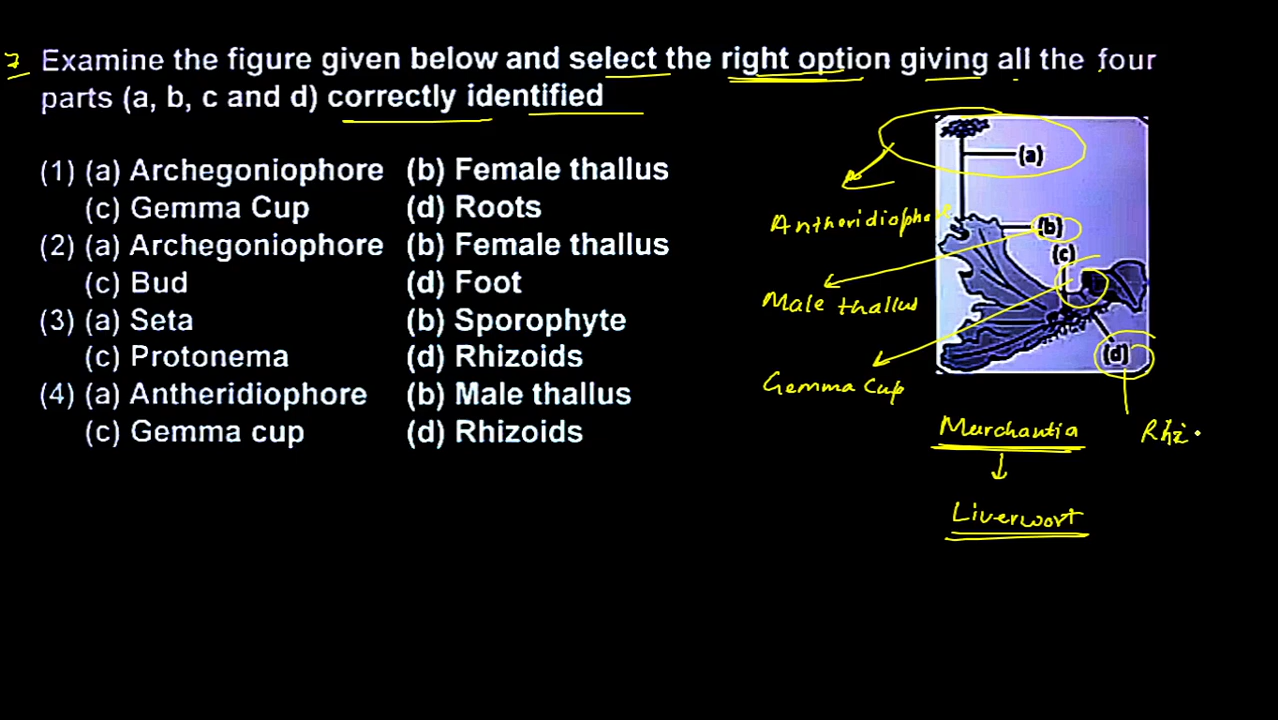 7 Examine the figure given below and select the right option giving all the four
parts (a, b, c and d) correctly identified
(1) (a) Archegoniophore (b) Female thallus
(c) Gemma Cup (d) Roots
(2) (a) Archegoniophore (b) Female thallus
(c) Bud (d) Foot
(3) (a) Seta (b) Sporophyte
(c) Protonema (d) Rhizoids
(4) (a) Antheridiophore (b) Male thallus
(c) Gemma cup (d) Rhizoids
(a)
Antheridiophore
(b)
(c)
Male thallus
(d)
Gemma Cup
Marchantia
Rhi
Liverwort